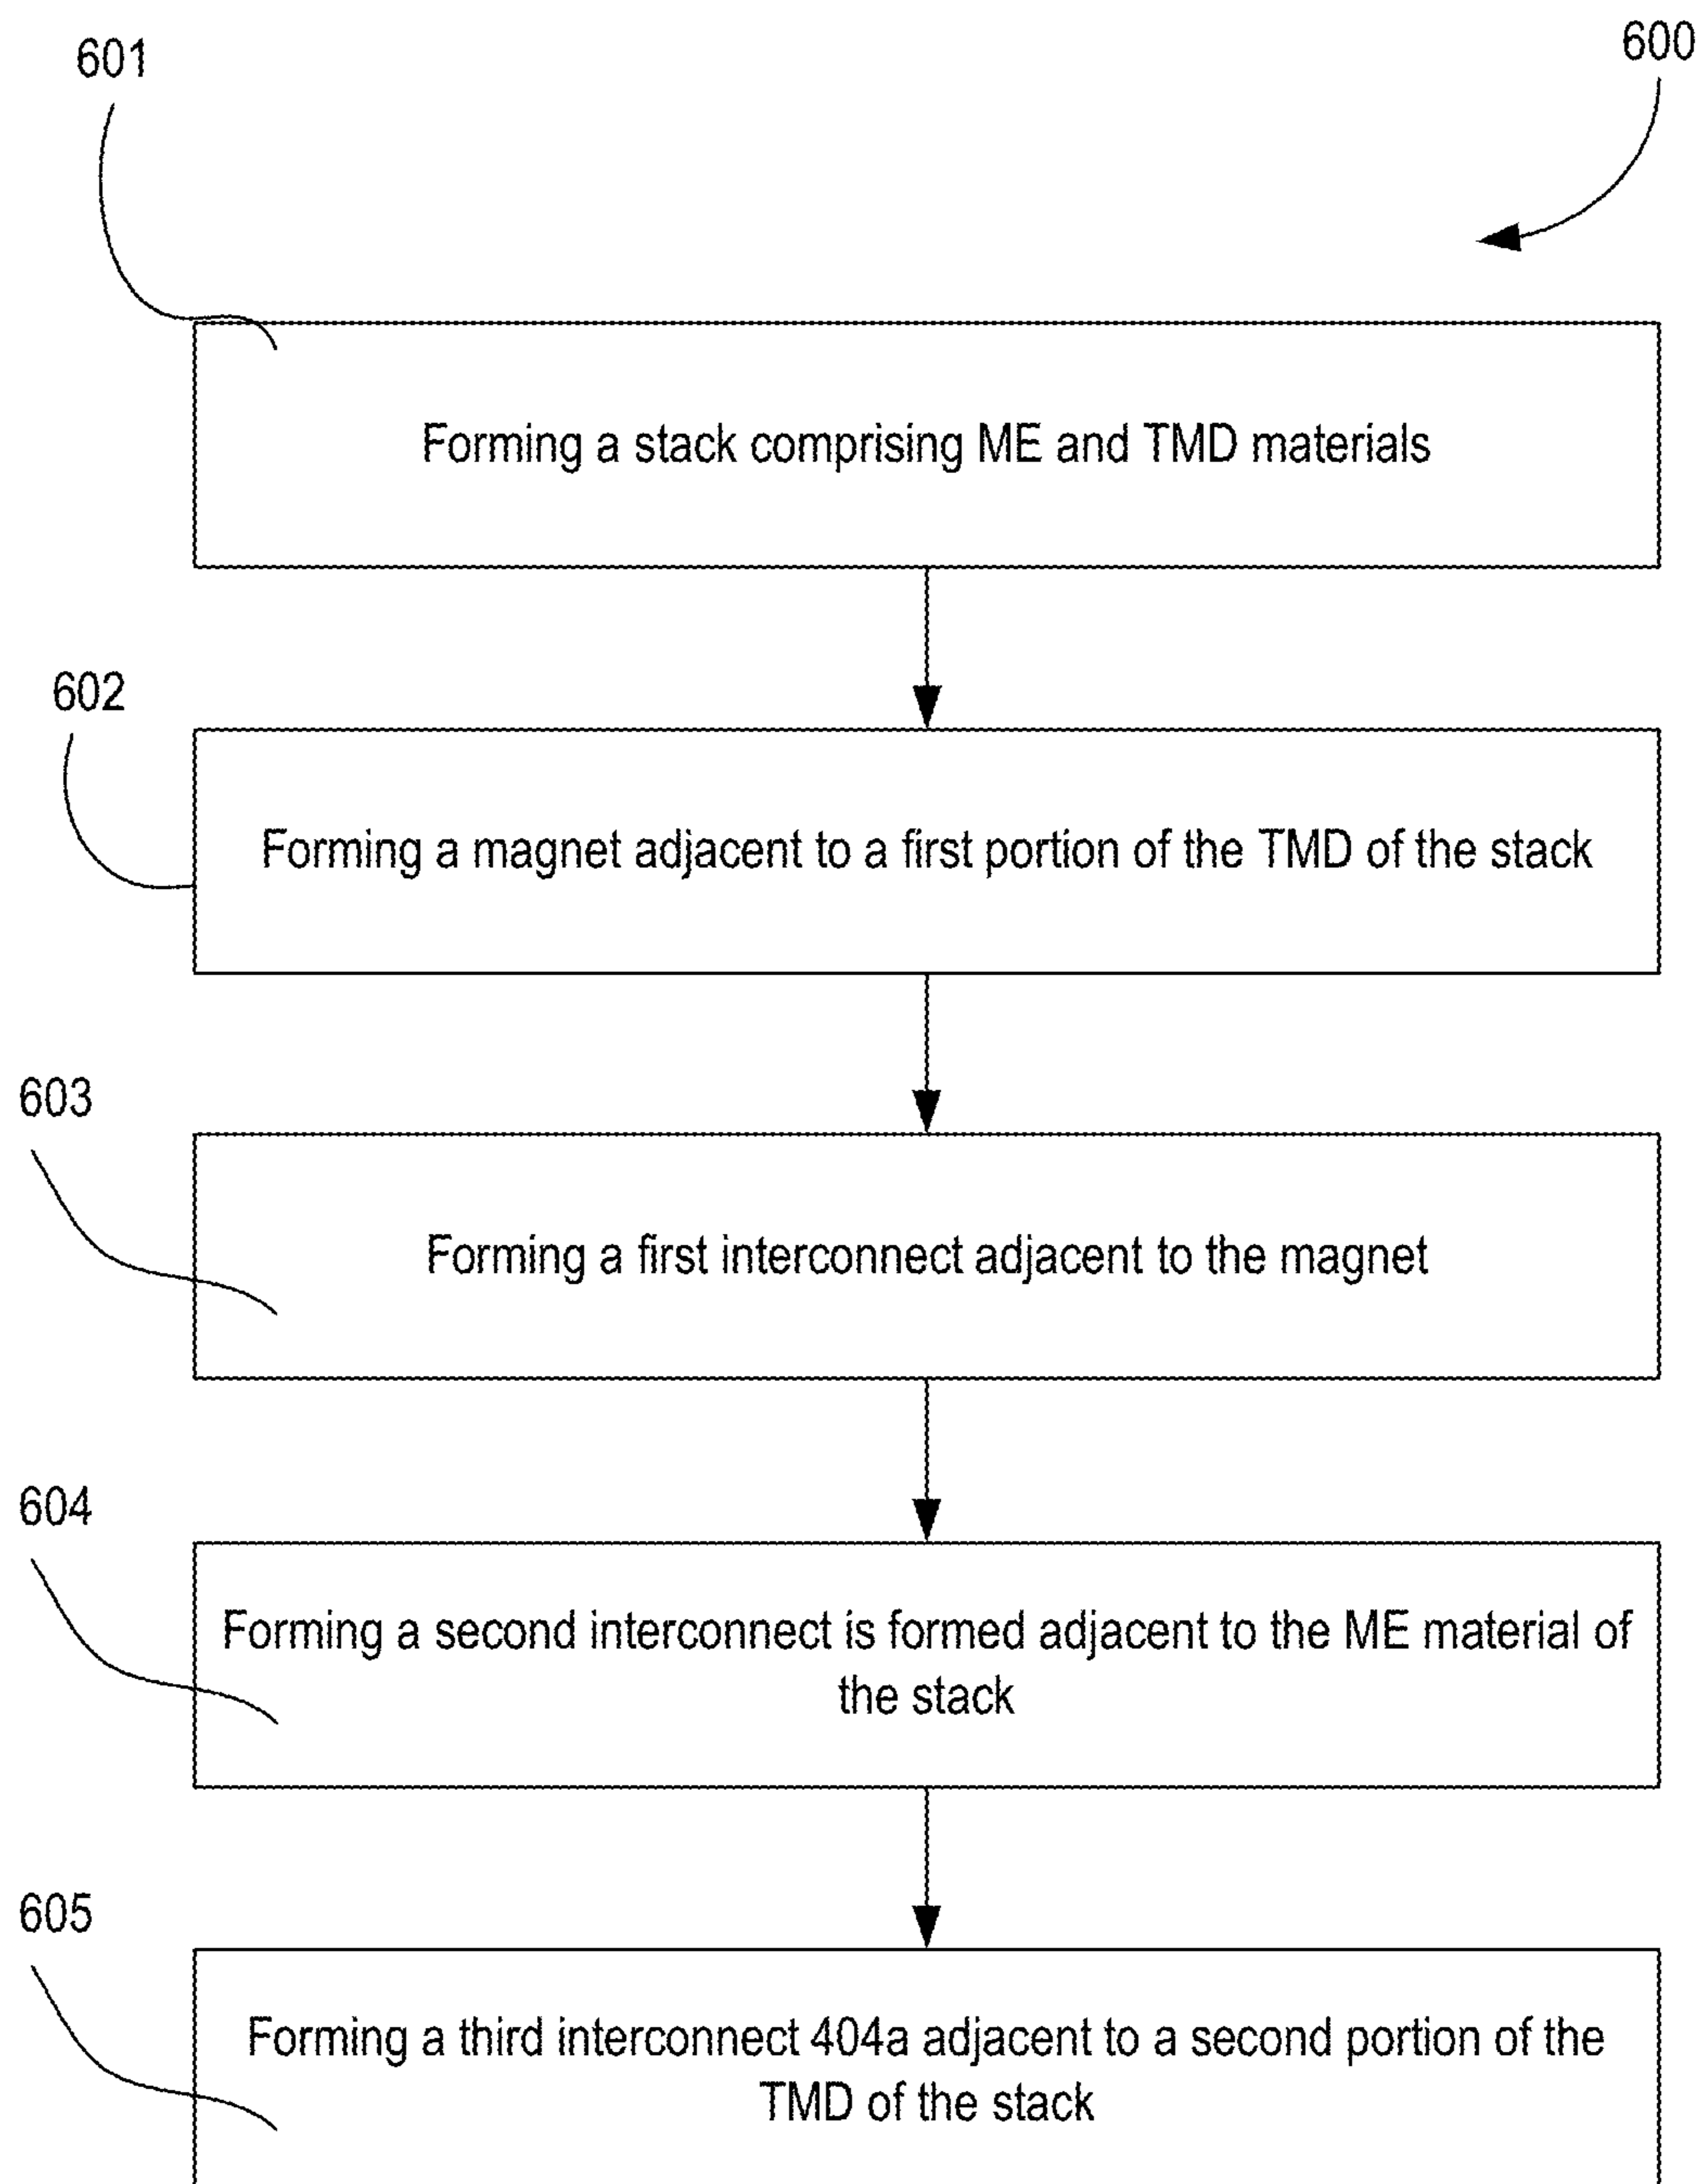 601
600
Forming a stack comprising ME and TMD materials
602
Forming a magnet adjacent to a first portion of the TMD of the stack
603
Forming a first interconnect adjacent to the magnet
604
Forming a second interconnect is formed adjacent to the ME material of
the stack
605
Forming a third interconnect 404a adjacent to a second portion of the
TMD of the stack